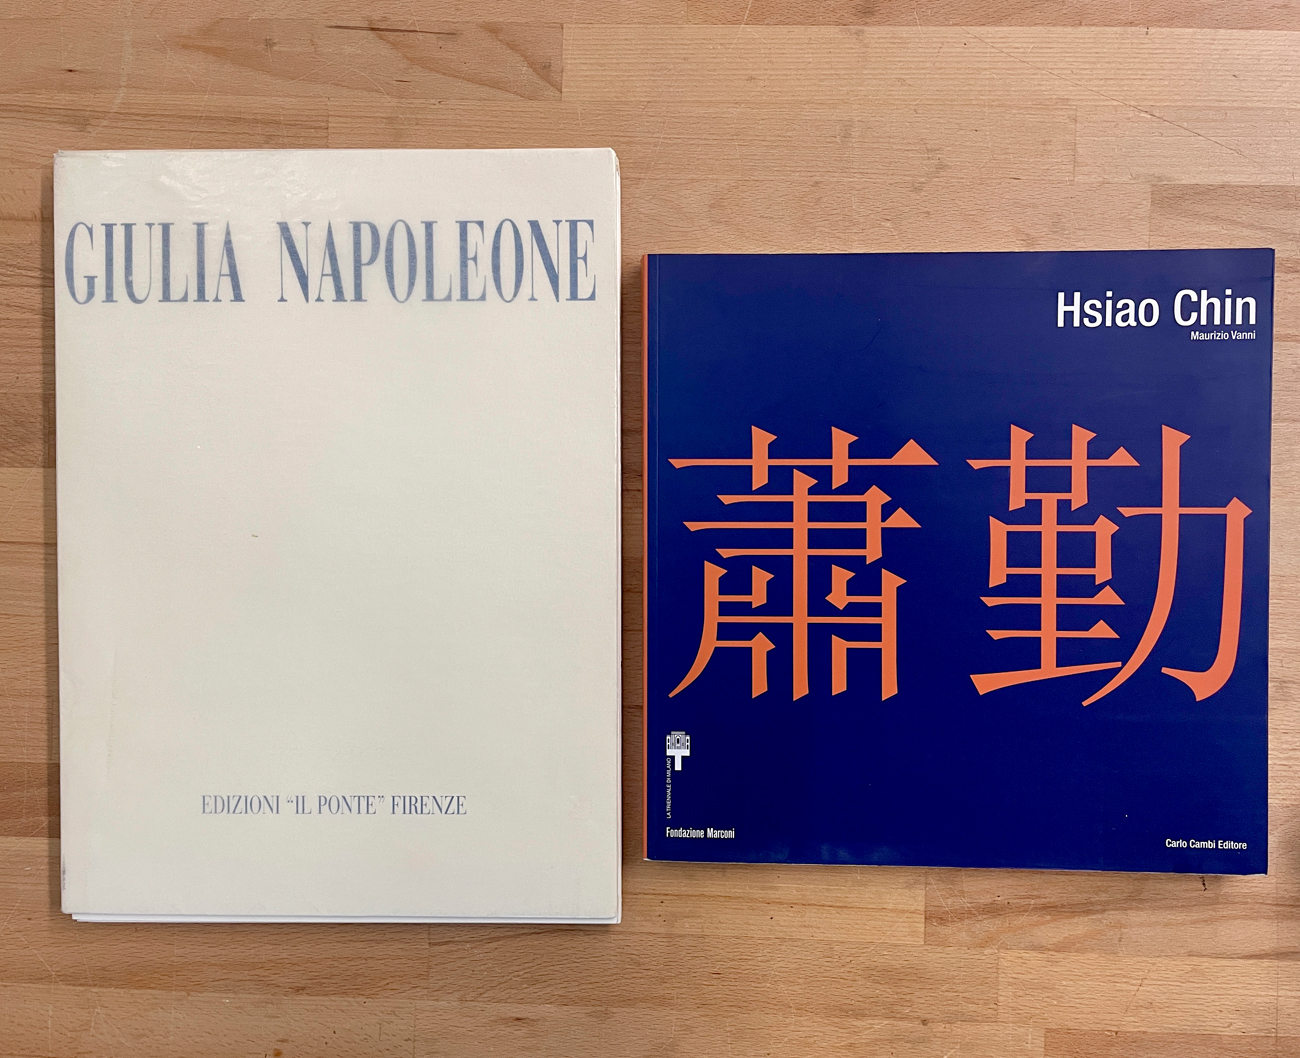 GIULIA NAPOLEONE
EDIZIONI “IL PONTE” FIRENZE
Hsiao Chin
Maurizio Vanni
蕭勤
LA TRIENNALE DI MILANO
Fondazione Marconi
Carlo Cambi Editore